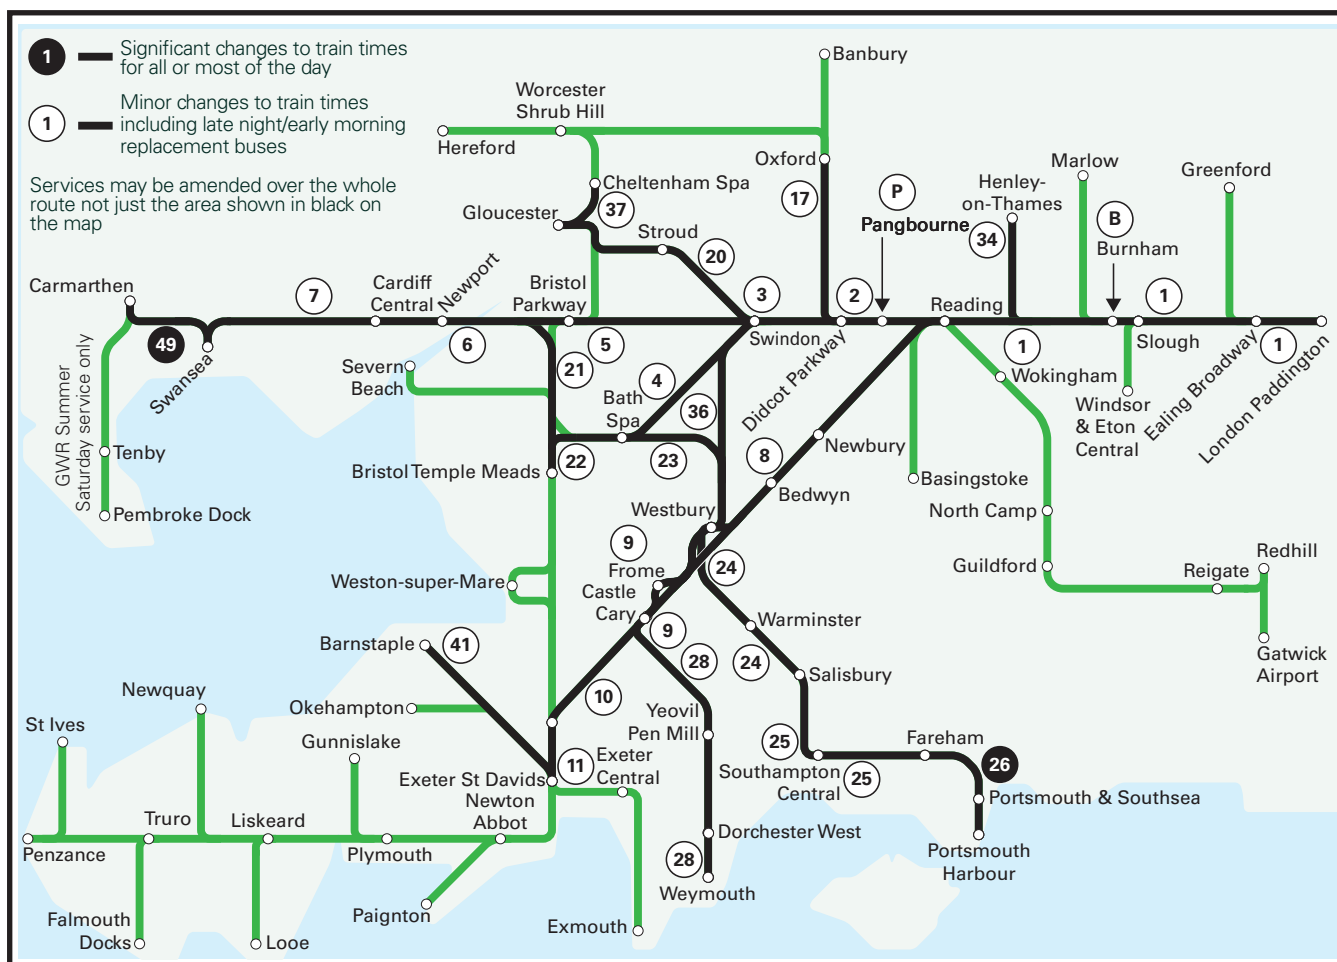 1
Significant changes to train times
for all or most of the day
1
Minor changes to train times
including late night/early morning
replacement buses
Services may be amended over the whole
route not just the area shown in black on
the map
Banbury
Worcester
Shrub Hill
Hereford
Oxford
Marlow
Greenford
Cheltenham Spa
Henley-
on-Thames
Gloucester
37
17
P
Pangbourne
34
B
Burnham
Stroud
20
Carmarthen
7
Cardiff
Central
Newport
Bristol
Parkway
3
2
Reading
1
49
Swansea
6
5
Swindon
Didcot Parkway
1
Slough
Ealing Broadway
1
London Paddington
GWR Summer
Saturday service only
Severn
Beach
21
4
Bath
Spa
36
Wokingham
Windsor
& Eton
Central
Tenby
Newbury
Bristol Temple Meads
22
23
8
Bedwyn
Basingstoke
Pembroke Dock
Westbury
North Camp
9
Frome
24
Guildford
Redhill
Reigate
Weston-super-Mare
Castle
Cary
Warminster
Barnstaple
41
9
28
24
Salisbury
Gatwick
Airport
Newquay
10
Okehampton
Yeovil
Pen Mill
St Ives
Gunnislake
25
Fareham
26
Exeter St Davids
11
Exeter
Central
Southampton
Central
25
Portsmouth & Southsea
Newton
Abbot
Truro
Liskeard
Dorchester West
Penzance
Plymouth
28
Portsmouth
Harbour
Weymouth
Falmouth
Docks
Looe
Paignton
Exmouth